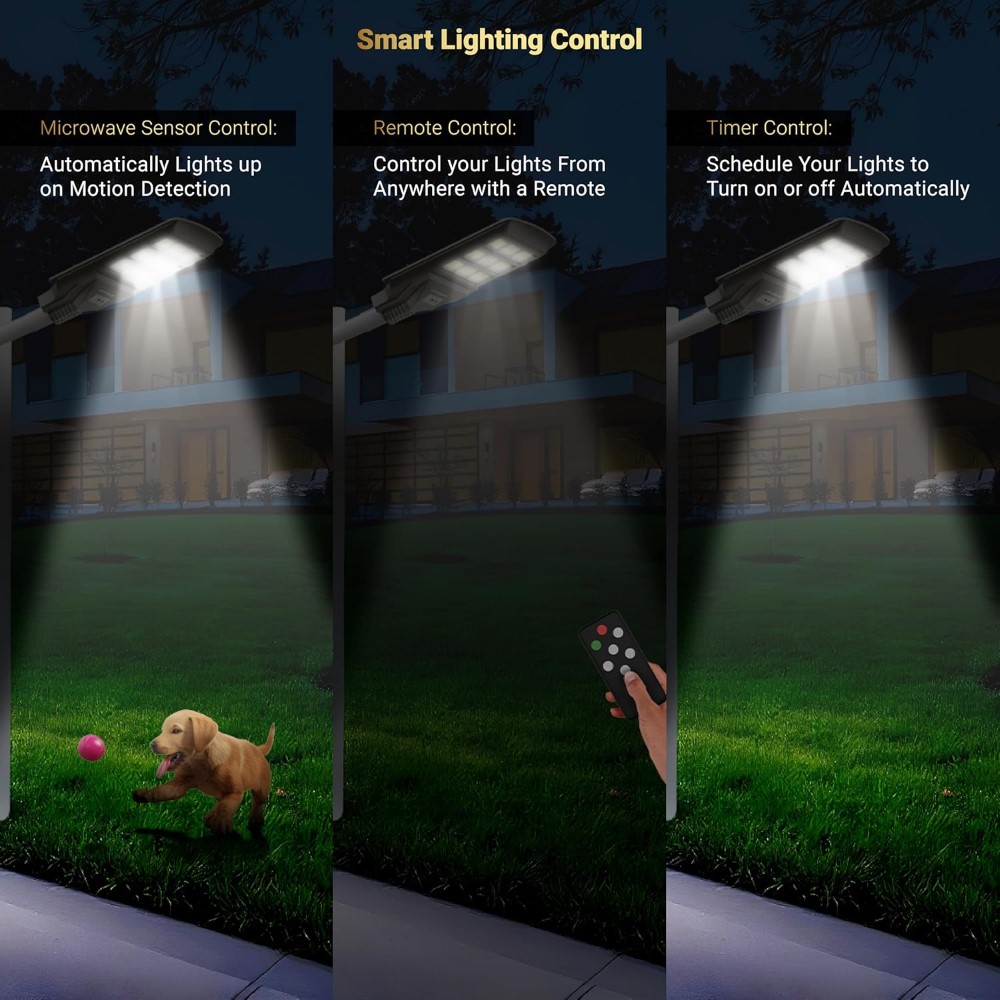 Smart Lighting Control
Microwave Sensor Control:
Automatically Lights up
on Motion Detection
Remote Control:
Control your Lights From
Anywhere with a Remote
Timer Control:
Schedule Your Lights to
Turn on or off Automatically